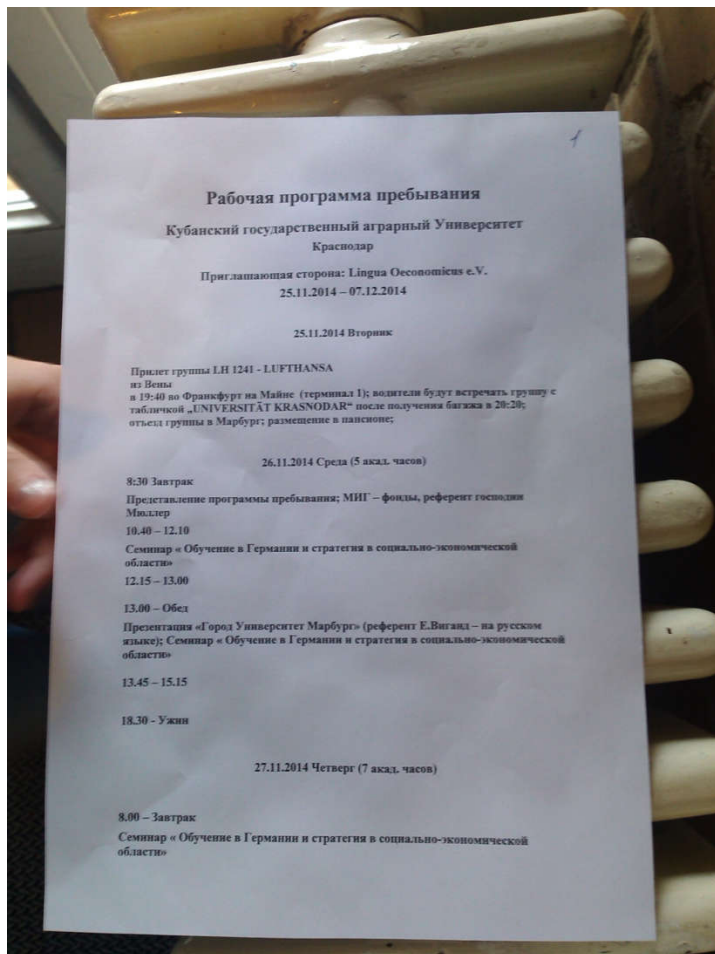 1
Рабочая программа пребывания
Кубанский государственный аграрный Университет
Краснодар
Приглашающая сторона: Lingua Oeconomicus e.V.
25.11.2014 – 07.12.2014
25.11.2014 Вторник
Прилет группы LH 1241 - LUFTHANSA
из Вены
в 19:40 во Франкфурт на Майне (терминал 1); водители будут встречать группу с
табличкой „UNIVERSITÄT KRASNODAR“ после получения багажа в 20:20;
отъезд группы в Марбург; размещение в пансионе;
26.11.2014 Среда (5 акад. часов)
8:30 Завтрак
Представление программы пребывания; МИГ – фонды, референт господин
Мюллер
10.40 – 12.10
Семинар « Обучение в Германии и стратегия в социально-экономической
области»
12.15 – 13.00
13.00 – Обед
Презентация «Город Университет Марбург» (референт Е.Виганд – на русском
языке); Семинар « Обучение в Германии и стратегия в социально-экономической
области»
13.45 – 15.15
18.30 - Ужин
27.11.2014 Четверг (7 акад. часов)
8.00 – Завтрак
Семинар « Обучение в Германии и стратегия в социально-экономической
области»